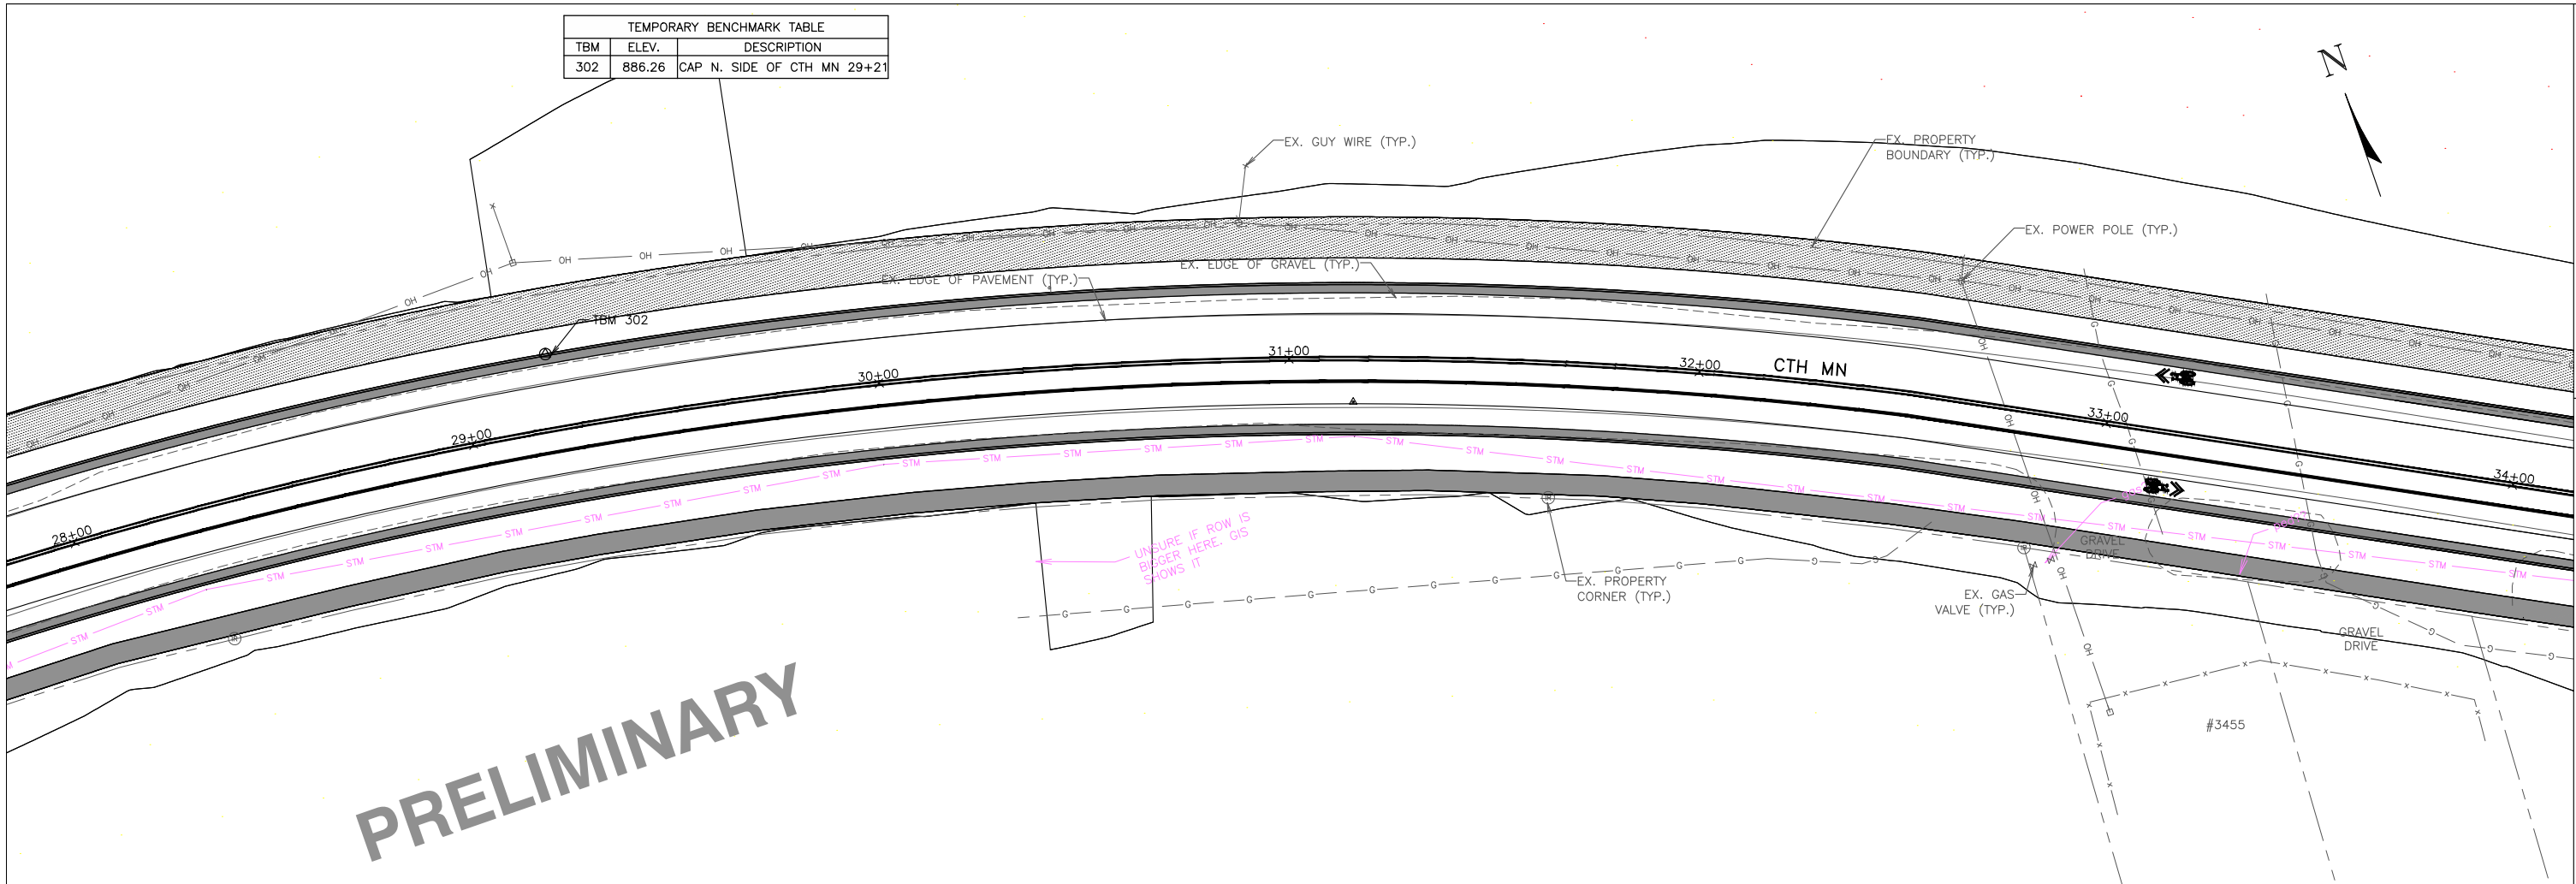 TEMPORARY BENCHMARK TABLE
TBM ELEV. DESCRIPTION
302 886.26 CAP N. SIDE OF CTH MN 29+21
N
EX. GUY WIRE (TYP.)
EX. PROPERTY
BOUNDARY (TYP.)
EX. POWER POLE (TYP.)
EX. EDGE OF GRAVEL (TYP.)
EX. EDGE OF PAVEMENT (TYP.)
TBM 302
28+00
29+00
30+00
31+00
32+00
CTH MN
33+00
34+00
OH
STM
G
UNSURE IF ROW IS
BIGGER HERE. GIS
SHOWS IT
EX. PROPERTY
CORNER (TYP.)
EX. GAS
VALVE (TYP.)
GRAVEL
DRIVE
GRAVEL
DRIVE
#3455
PRELIMINARY